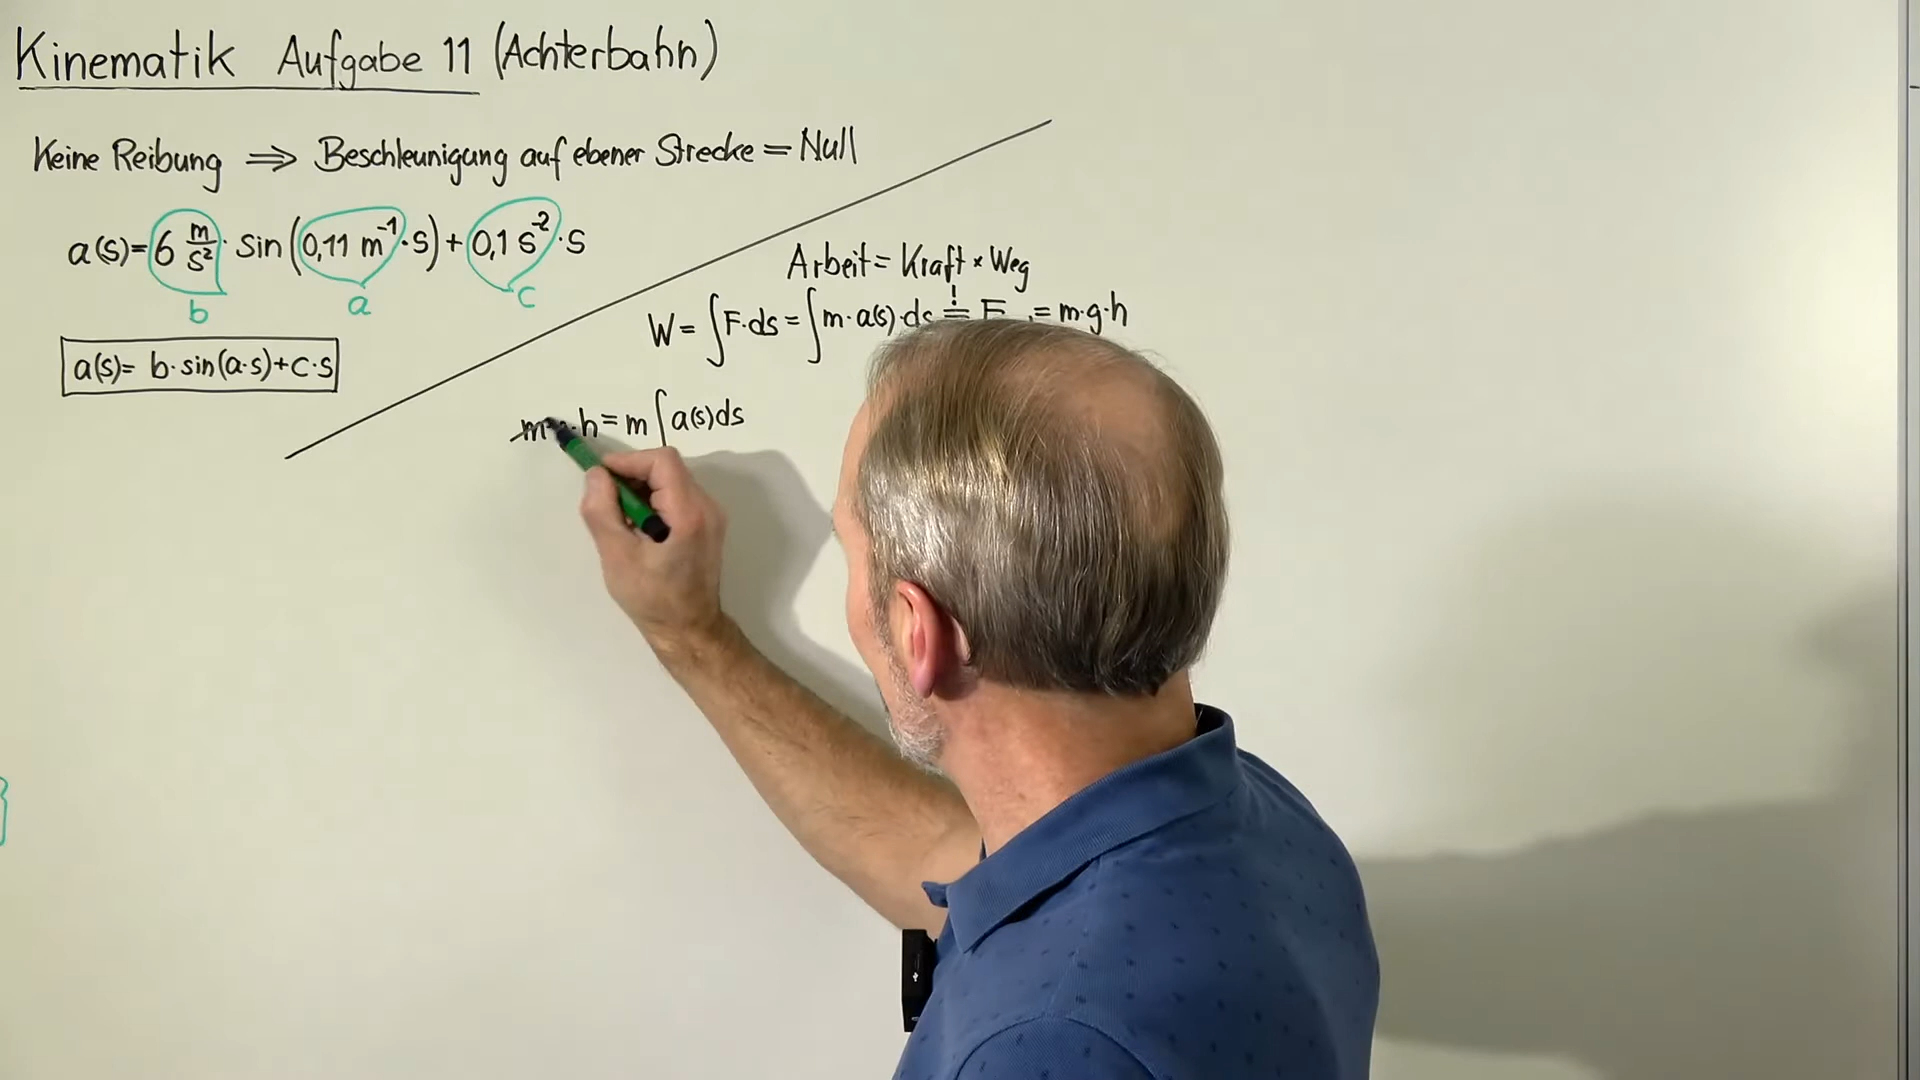 Kinematik Aufgabe 11 (Achterbahn)
Keine Reibung ⟹ Beschleunigung auf ebener Strecke = Null
a(s)= 6 m/s² · sin(0,11 m⁻¹·s)+0,1 s⁻²·s
b a c
a(s)= b·sin(a·s)+c·s
Arbeit = Kraft × Weg
W = ∫F·ds = ∫m·a(s)·ds != E = m·g·h
m · h = m ∫a(s)ds